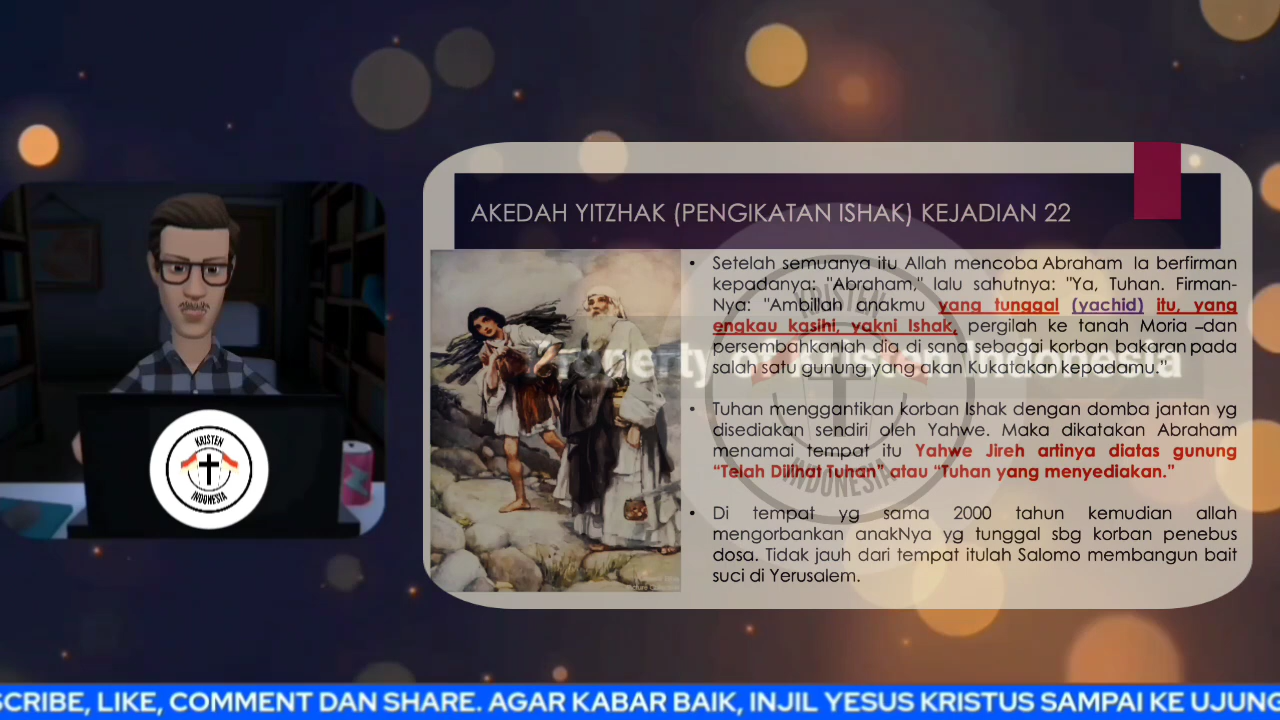 AKEDAH YITZHAK (PENGIKATAN ISHAK) KEJADIAN 22
• Setelah semuanya itu Allah mencoba Abraham Ia berfirman
kepadanya: "Abraham," lalu sahutnya: "Ya, Tuhan. Firman-
Nya: "Ambillah anakmu yang tunggal (yachid) itu, yang
engkau kasihi, yakni Ishak, pergilah ke tanah Moria –dan
persembahkanlah dia di sana sebagai korban bakaran pada
salah satu gunung yang akan Kukatakan kepadamu."
• Tuhan menggantikan korban Ishak dengan domba jantan yg
disediakan sendiri oleh Yahwe. Maka dikatakan Abraham
menamai tempat itu Yahwe Jireh artinya diatas gunung
"Telah Dilihat Tuhan" atau "Tuhan yang menyediakan."
• Di tempat yg sama 2000 tahun kemudian allah
mengorbankan anakNya yg tunggal sbg korban penebus
dosa. Tidak jauh dari tempat itulah Salomo membangun bait
suci di Yerusalem.
Property of Kristen Indonesia
KRISTEN
INDONESIA
KRISTEN
INDONESIA
SCRIBE, LIKE, COMMENT DAN SHARE. AGAR KABAR BAIK, INJIL YESUS KRISTUS SAMPAI KE UJUNG